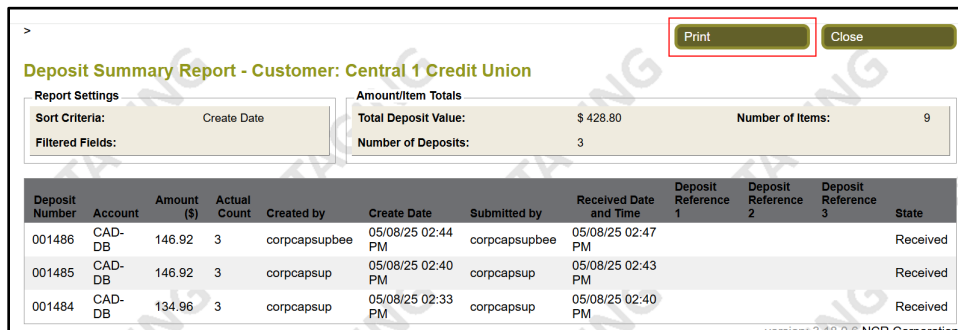 >
Print
Close
Deposit Summary Report - Customer: Central 1 Credit Union
Report Settings
Sort Criteria: Create Date
Filtered Fields:
Amount/Item Totals
Total Deposit Value: $ 428.80 Number of Items: 9
Number of Deposits: 3
Deposit Number Account Amount ($) Actual Count Created by Create Date Submitted by Received Date and Time Deposit Reference 1 Deposit Reference 2 Deposit Reference 3 State
001486 CAD-DB 146.92 3 corpcapsupbee 05/08/25 02:44 PM corpcapsupbee 05/08/25 02:47 PM Received
001485 CAD-DB 146.92 3 corpcapsup 05/08/25 02:40 PM corpcapsup 05/08/25 02:43 PM Received
001484 CAD-DB 134.96 3 corpcapsup 05/08/25 02:33 PM corpcapsup 05/08/25 02:40 PM Received
NCR Corporation